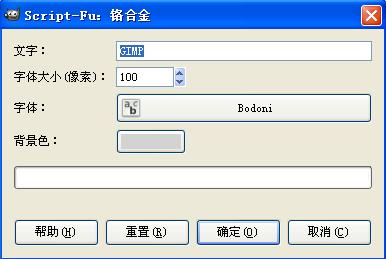 Script-Fu: 铬合金
文字：
GIMP
字体大小(像素)：
100
字体：
abc
Bodoni
背景色：
帮助(H)
重置(R)
确定(O)
取消(C)